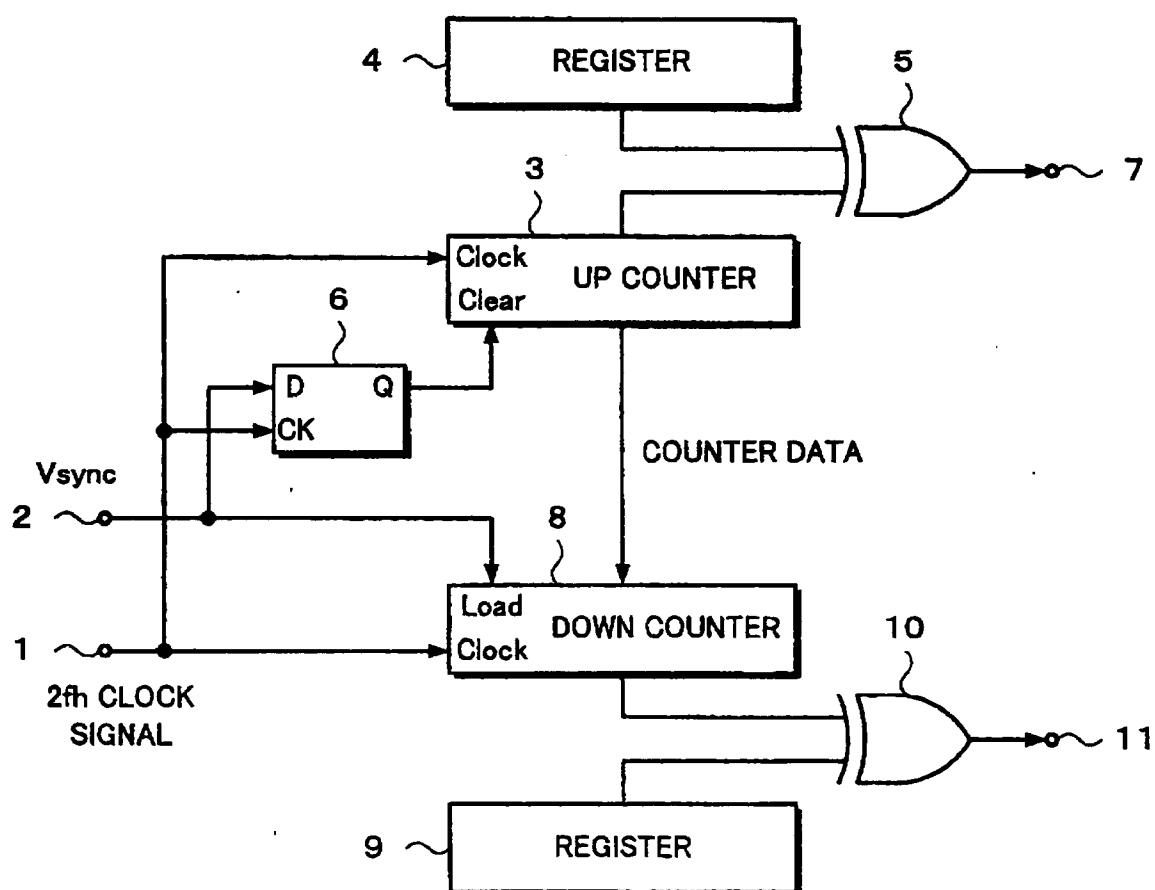 4 REGISTER 5
7
3
Clock
UP COUNTER
Clear
6
D Q
CK
COUNTER DATA
Vsync
2
8
Load
DOWN COUNTER
Clock
1
10
2fh CLOCK
SIGNAL
11
9 REGISTER